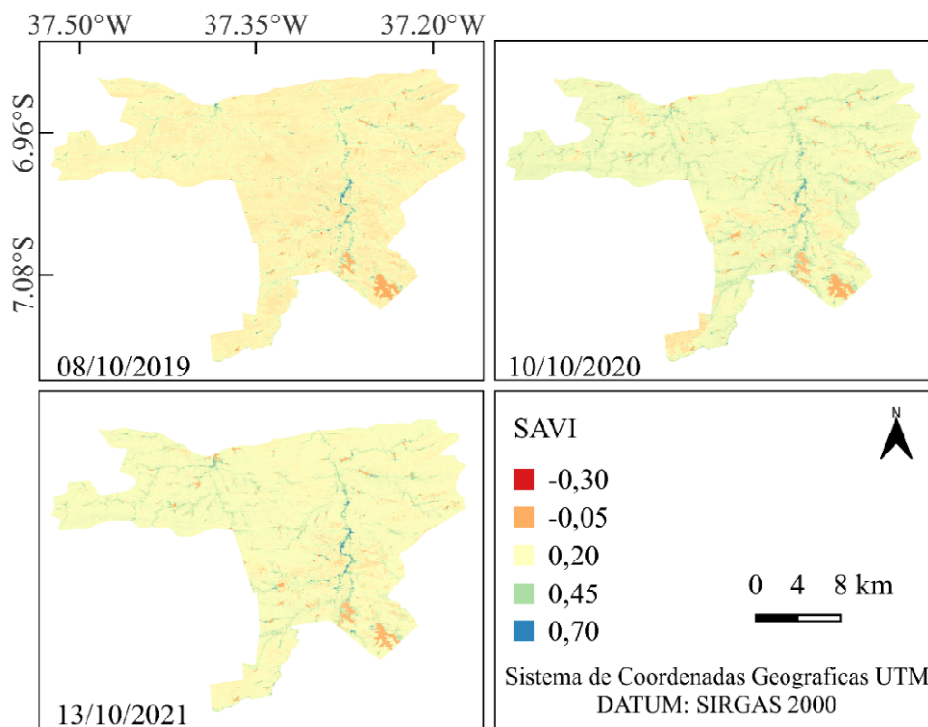 37.50°W 37.35°W 37.20°W
6.96°S
7.08°S
08/10/2019
10/10/2020
13/10/2021
SAVI
N
-0,30
-0,05
0,20
0,45
0,70
0 4 8 km
Sistema de Coordenadas Geograficas UTM
DATUM: SIRGAS 2000